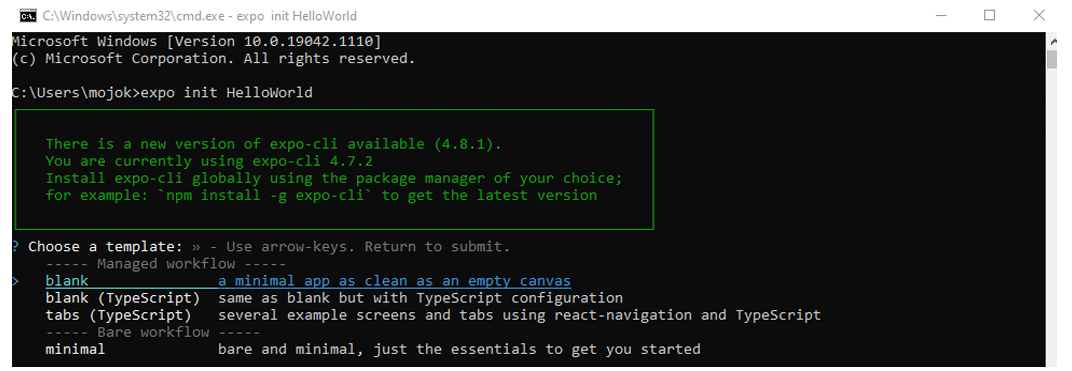 C:\Windows\system32\cmd.exe - expo  init HelloWorld
Microsoft Windows [Version 10.0.19042.1110]
(c) Microsoft Corporation. All rights reserved.
C:\Users\mojok>expo init HelloWorld
There is a new version of expo-cli available (4.8.1).
You are currently using expo-cli 4.7.2
Install expo-cli globally using the package manager of your choice;
for example: `npm install -g expo-cli` to get the latest version
? Choose a template: » - Use arrow-keys. Return to submit.
----- Managed workflow -----
> blank a minimal app as clean as an empty canvas
blank (TypeScript) same as blank but with TypeScript configuration
tabs (TypeScript) several example screens and tabs using react-navigation and TypeScript
----- Bare workflow -----
minimal bare and minimal, just the essentials to get you started